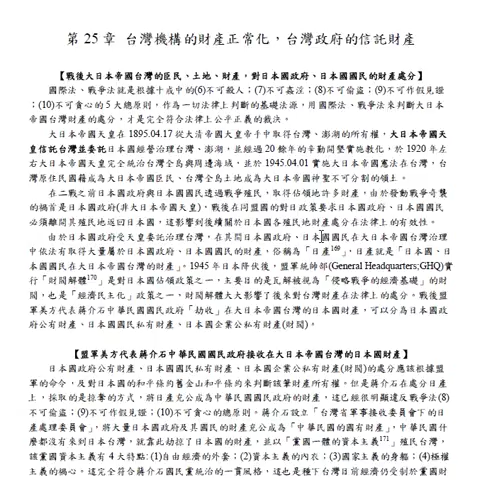 第 25 章 台灣機構的財產正常化，台灣政府的信託財產
【戰後大日本帝國台灣的臣民、土地、財產，對日本國政府、日本國國民的財產處分】
國際法、戰爭法就是根據十戒中的(6)不可殺人；(7)不可姦淫；(8)不可偷盜；(9)不作假見證
；(10)不可貪心的 5 大總原則，作為一切法律上判斷的基礎法源，用國際法、戰爭法來判斷大日本
帝國台灣財產的處分，才是完全符合法律上公平正義的裁決。
大日本帝國天皇在 1895.04.17 從大清帝國大皇帝手中取得台灣、澎湖的所有權，大日本帝國天
皇信託台灣並委託日本國經營治理台灣、澎湖，並經過 20 餘年的爭勤開墾實施教化，於 1920 年左
右大日本帝國天皇完全統治台灣全島與周邊海域，並於 1945.04.01 實施大日本帝國憲法在台灣，台
灣原住民國籍成為大日本帝國臣民、台灣全島土地成為大日本帝國神聖不可分割的領土。
在二戰之前日本國政府與日本國國民透過戰爭殖民，取得佔領地許多財產，由於發動戰爭奇襲
的禍首是日本國政府(非大日本帝國天皇)，戰後在同盟國的對日政策要求日本國政府、日本國國民
必須離開其殖民地返回日本國，這影響到後續關於日本國各殖民地財產處分在法律上的有效性。
由於日本國政府受天皇委託治理台灣，在其間日本國政府、日本國國民在大日本帝國台灣治理
中依法有取得大量屬於日本國政府、日本國國民的財產，俗稱為「日產169」，日產就是「日本國、日
本國國民在大日本帝國台灣的財產」。1945 年日本降伏後，盟軍統帥部(General Headquarters;GHQ)實
行「財閥解體170」是對日本國佔領政策之一，主要目的是瓦解被視為「侵略戰爭的經濟基礎」的財
閥，也是「經濟民主化」政策之一，財閥解體大大影響了後來對台灣財產在法律上的處分。戰後盟軍
美方代表蔣介石中華民國國民政府「劫收」在大日本帝國台灣的日本國財產，可以分為日本國政
府公有財產、日本國國民私有財產、日本國企業公私有財產(財閥)。
【盟軍美方代表蔣介石中華民國國民政府接收在大日本帝國台灣的日本國財產】
日本國政府公有財產、日本國國民私有財產、日本國企業公私有財產(財閥)的處分應該根據盟
軍的命令，及對日本國的和平條約舊金山和平條約來判斷該筆財產所有權。但是蔣介石在處分日產
上，採取的是掠奪的方式，將日產充公成為中華民國國民政府的財產，這已經很明顯違反戰爭法(8)
不可偷盜；(9)不可作假見證；(10)不可貪心的總原則。蔣介石設立「台灣省軍事接收委員會下的日
產處理委員會」，將大量日本國政府及其國民的財產充公成為「中華民國的國有財產」，中華民國什
麼都沒有來到日本台灣，就靠此劫掠了日本國的財產，並以「黨國一體的資本主義171」殖民台灣，
該黨國資本主義有 4 大特點:(1)自由經濟的外套；(2)資本主義的內衣；(3)國家主義的身軀；(4)極權
主義的禍心。這完全符合蔣介石國民黨統治的一貫風格，這也是種下台灣目前經濟仍受制於黨國財